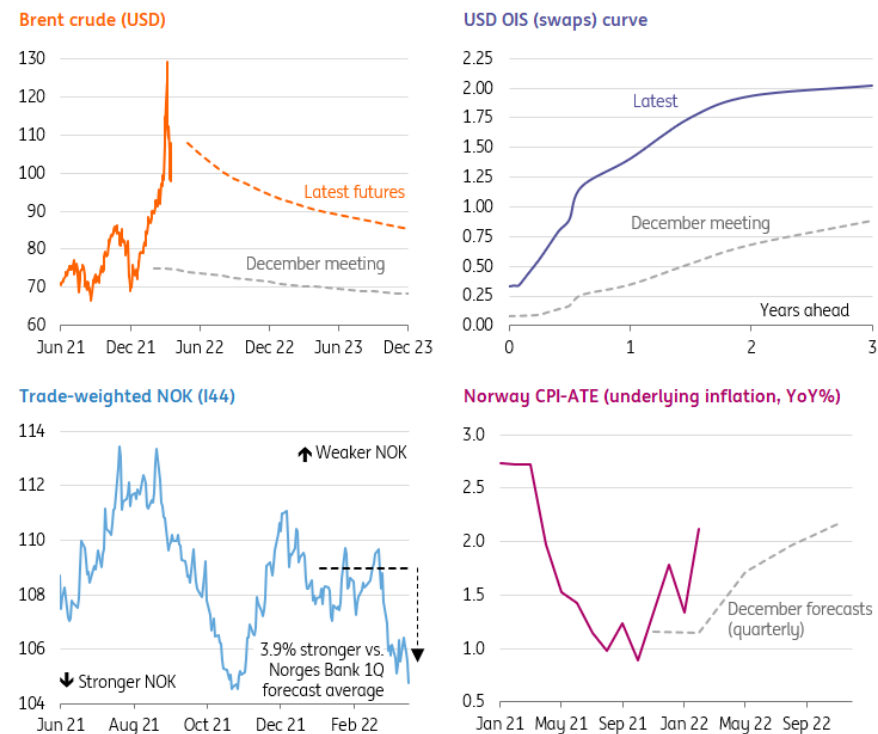 Brent crude (USD)
130
120
110
100
90
80
70
60
Latest futures
December meeting
Jun 21 Dec 21 Jun 22 Dec 22 Jun 23 Dec 23
USD OIS (swaps) curve
2.25
2.00
1.75
1.50
1.25
1.00
0.75
0.50
0.25
0.00
Latest
December meeting
Years ahead
0 1 2 3
Trade-weighted NOK (I44)
114
112
110
108
106
104
Weaker NOK
3.9% stronger vs.
Norges Bank 1Q
forecast average
Stronger NOK
Jun 21 Aug 21 Oct 21 Dec 21 Feb 22
Norway CPI-ATE (underlying inflation, YoY%)
3.0
2.5
2.0
1.5
1.0
0.5
December forecasts
(quarterly)
Jan 21 May 21 Sep 21 Jan 22 May 22 Sep 22